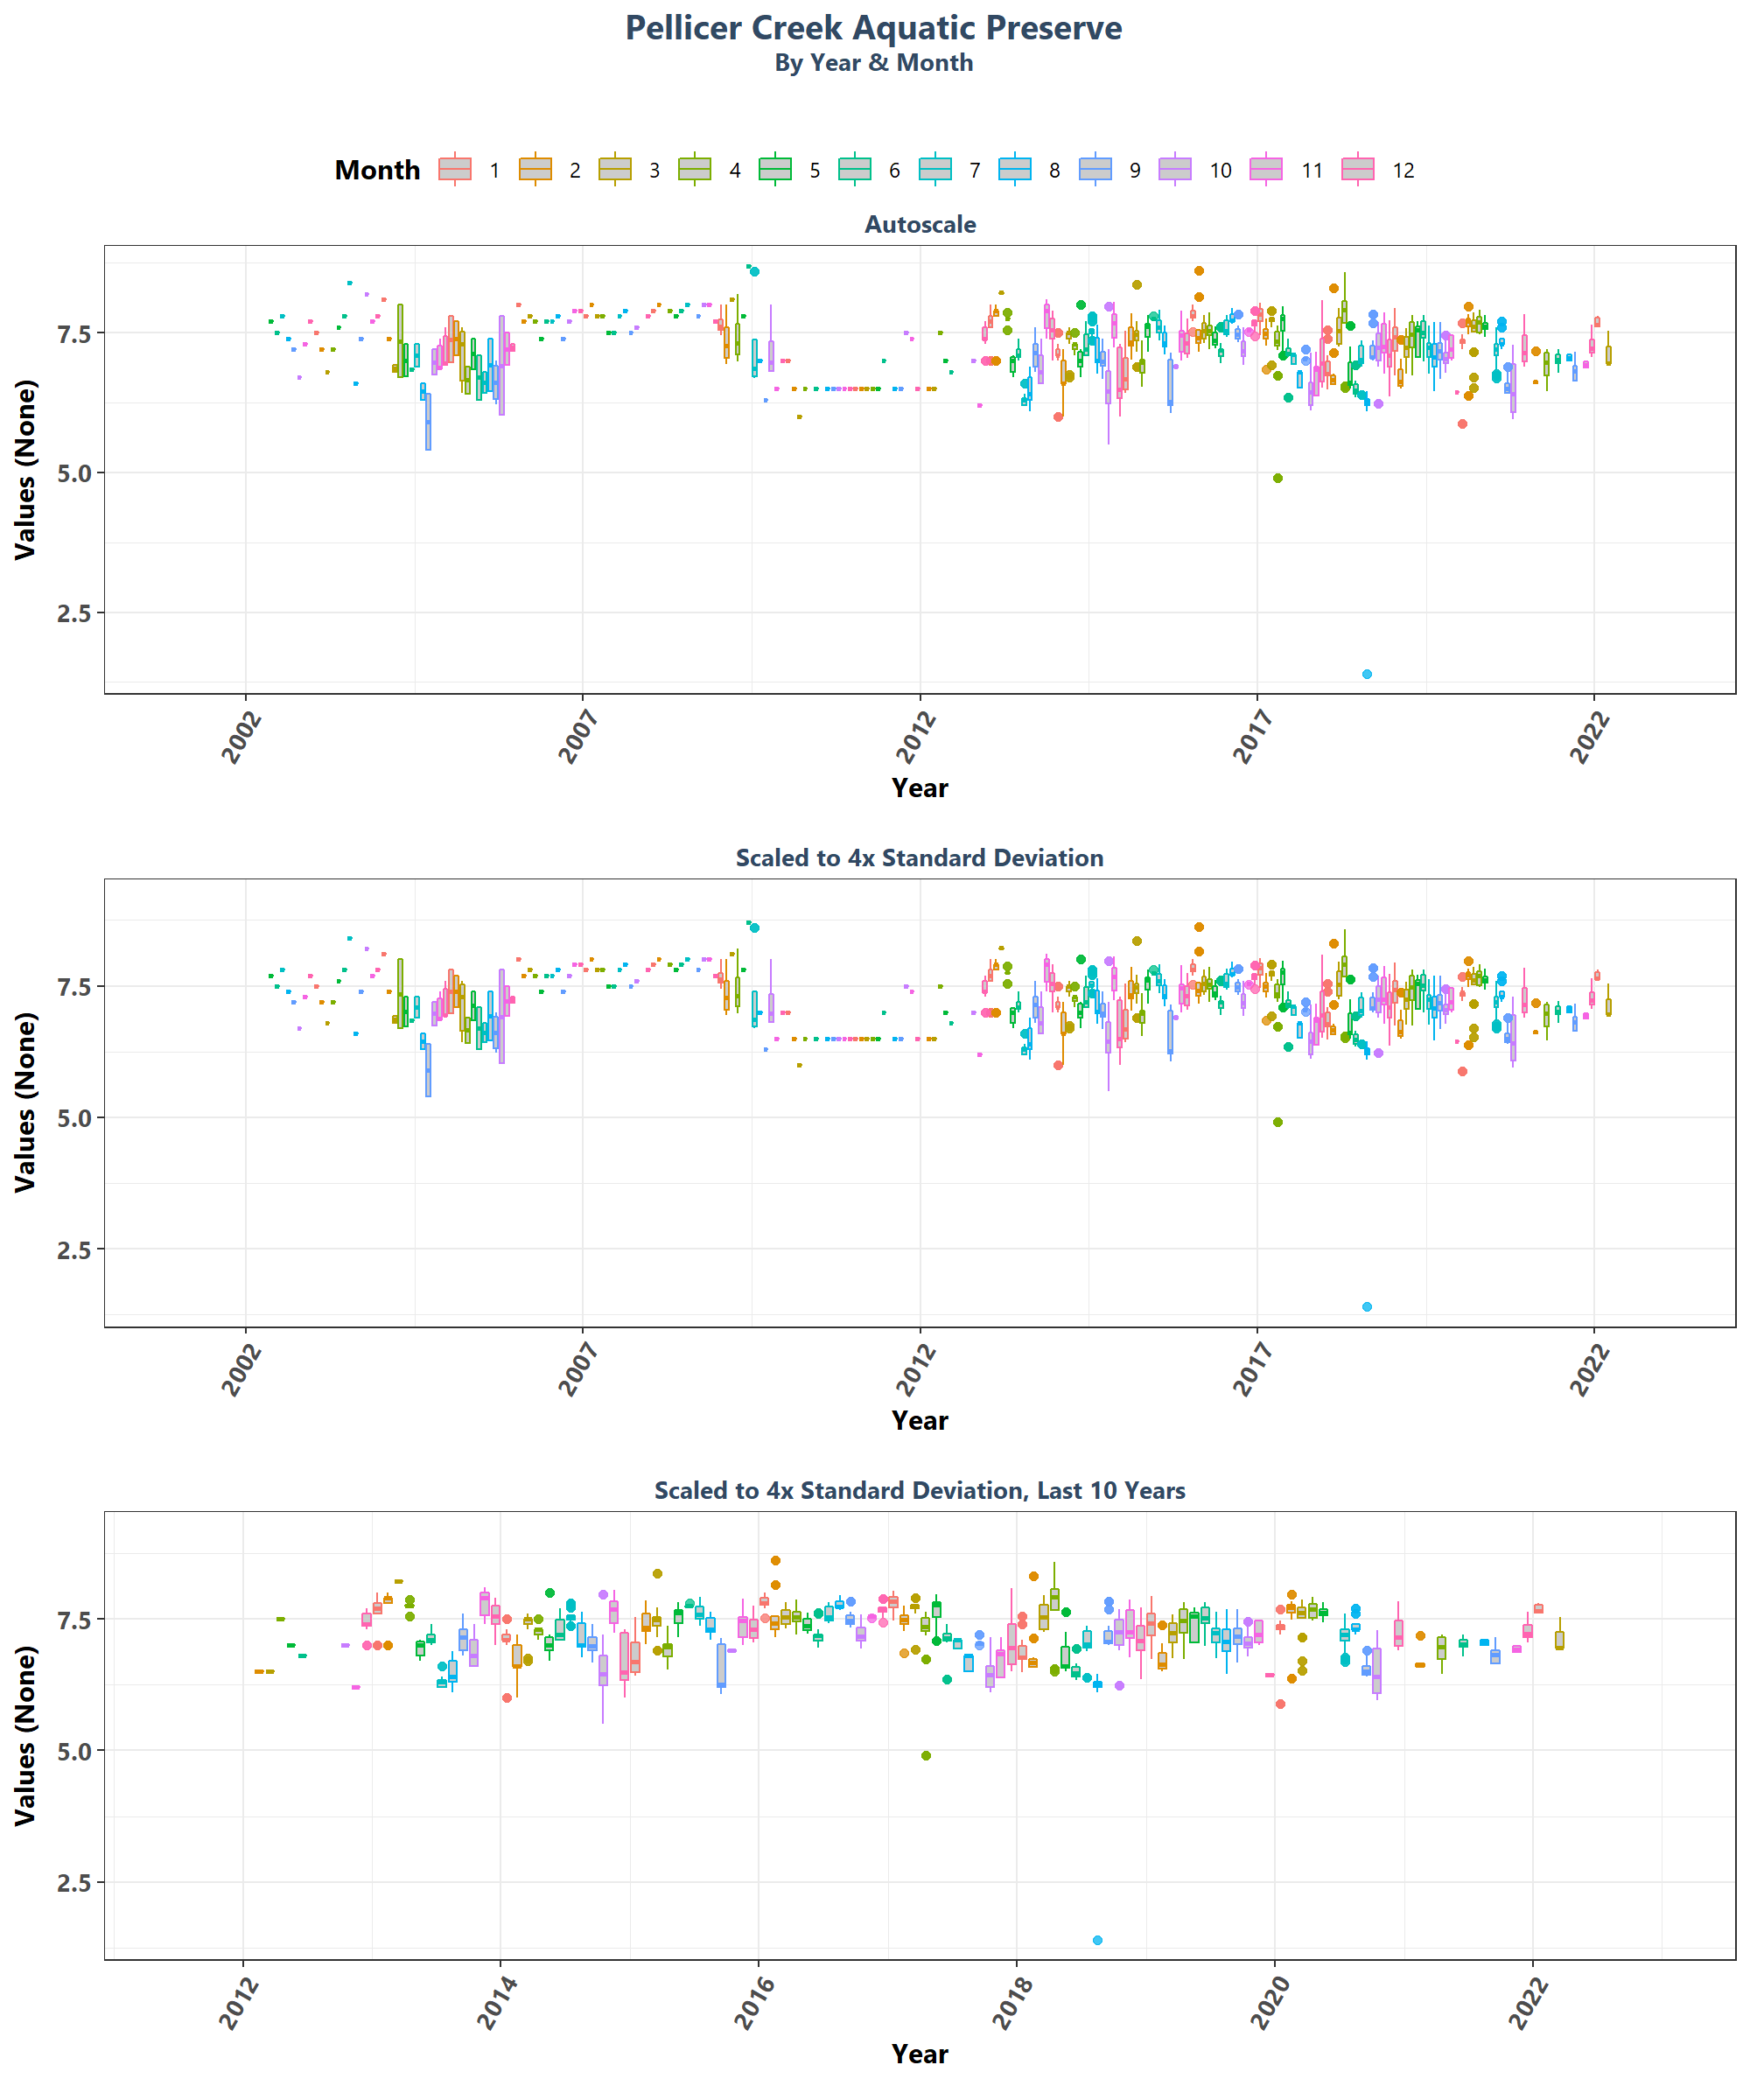 Pellicer Creek Aquatic Preserve
By Year & Month
Month 1 2 3 4 5 6 7 8 9 10 11 12
Autoscale
Values (None)
7.5
5.0
2.5
2002 2007 2012 2017 2022
Year
Scaled to 4x Standard Deviation
Values (None)
7.5
5.0
2.5
2002 2007 2012 2017 2022
Year
Scaled to 4x Standard Deviation, Last 10 Years
Values (None)
7.5
5.0
2.5
2012 2014 2016 2018 2020 2022
Year